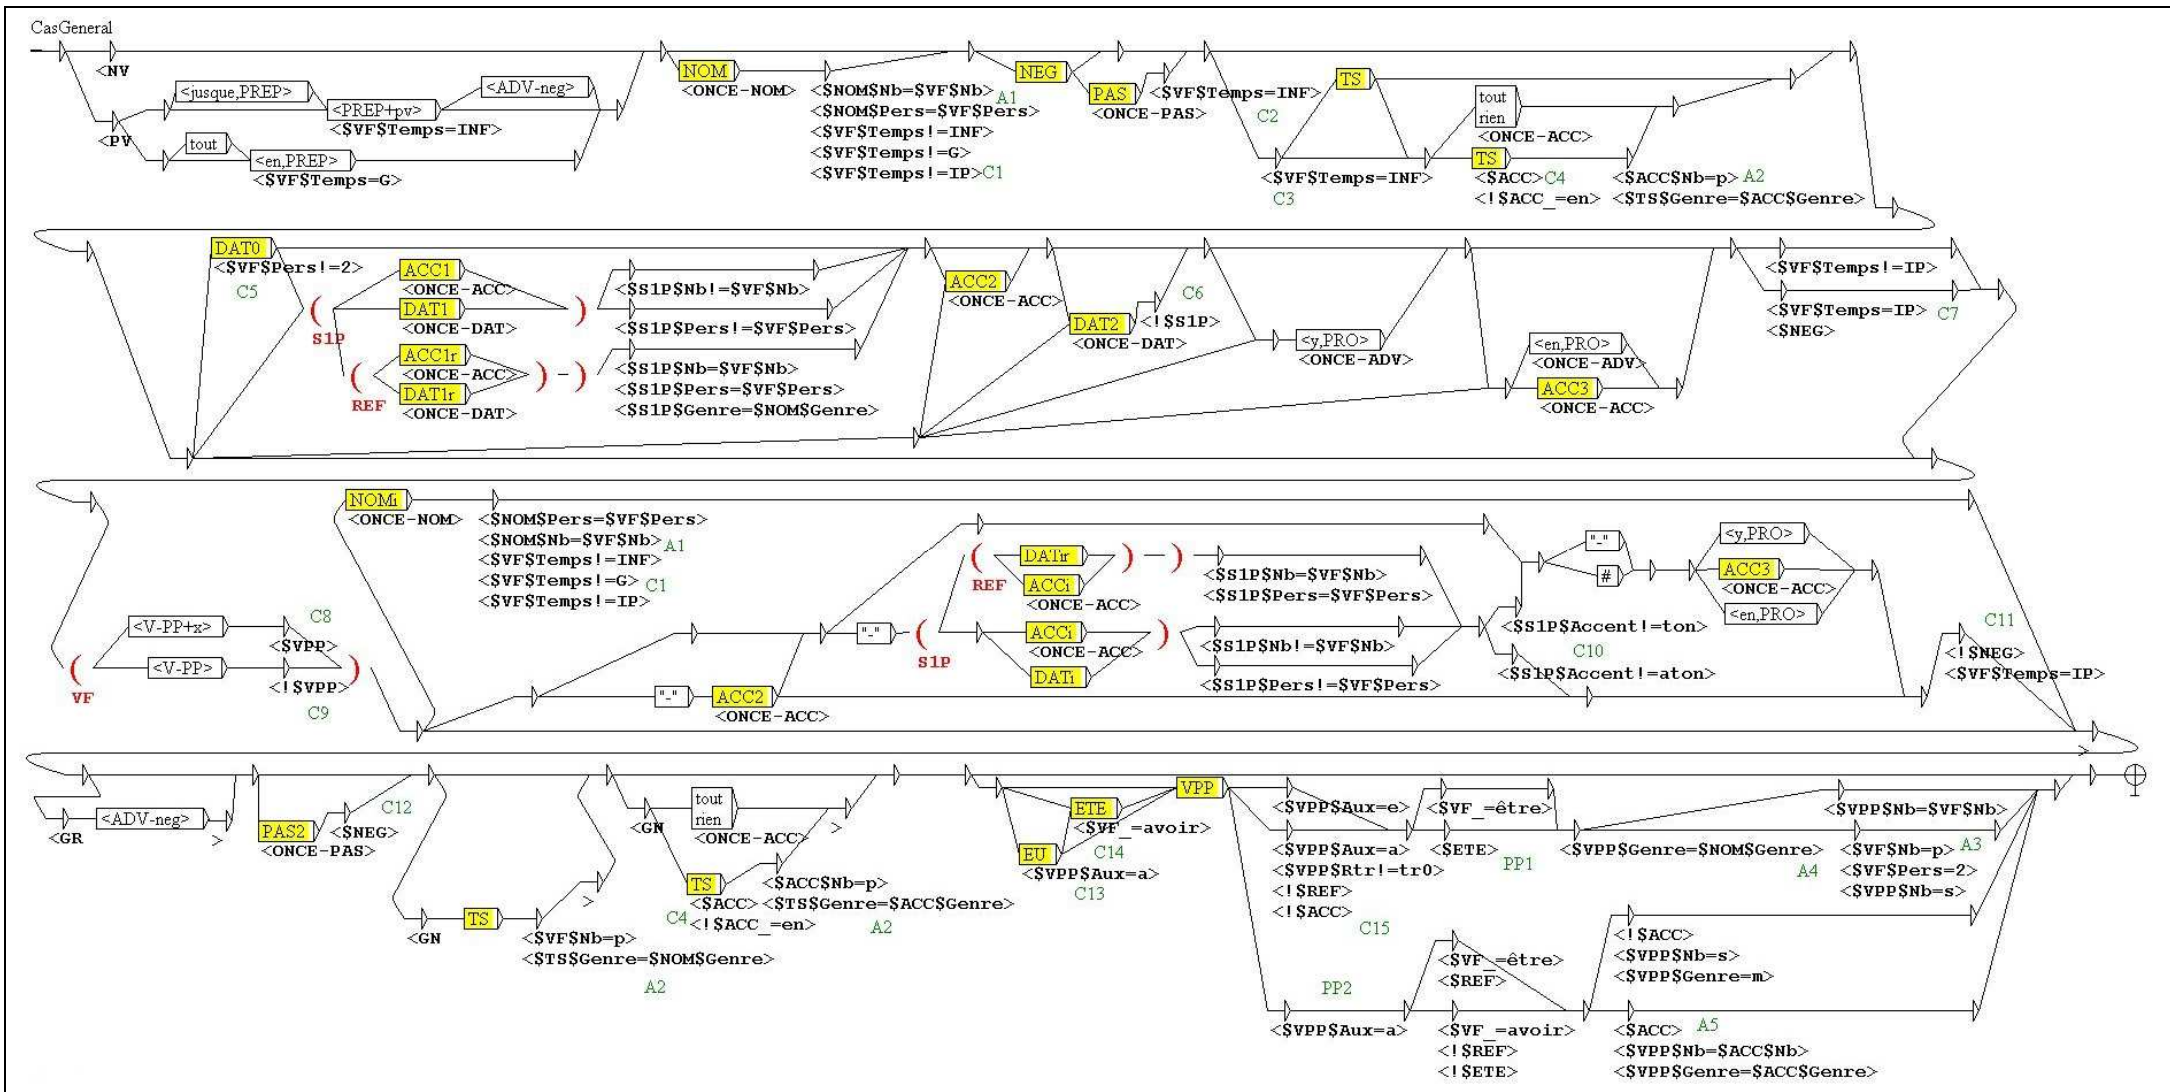 CasGeneral
<NV
<PV
<jusque,PREP>
<PREP+pv>
<$VF$Temps=INF>
<ADV-neg>
tout
<en,PREP>
<$VF$Temps=G>
NOM
<ONCE-NOM>
<$NOM$Nb=$VF$Nb> A1
<$NOM$Pers=$VF$Pers>
<$VF$Temps!=INF>
<$VF$Temps!=G>
<$VF$Temps!=IP> C1
NEG
PAS
<ONCE-PAS>
<$VF$Temps=INF>
C2
<$VF$Temps=INF>
C3
TS
tout
rien
<ONCE-ACC>
TS
<$ACC> C4
<!$ACC_=en>
<$ACC$Nb=p> A2
<$TS$Genre=$ACC$Genre>
DAT0
<$VF$Pers!=2>
C5
(
S1P
ACC1
<ONCE-ACC>
DAT1
<ONCE-DAT>
)
(
REF
ACC1r
<ONCE-ACC>
DAT1r
<ONCE-DAT>
) )
<$S1P$Nb!=$VF$Nb>
<$S1P$Pers!=$VF$Pers>
<$S1P$Nb=$VF$Nb>
<$S1P$Pers=$VF$Pers>
<$S1P$Genre=$NOM$Genre>
ACC2
<ONCE-ACC>
DAT2
<ONCE-DAT>
C6
<!$S1P>
<y,PRO>
<ONCE-ADV>
<en,PRO>
<ONCE-ADV>
ACC3
<ONCE-ACC>
<$VF$Temps!=IP>
<$VF$Temps=IP> C7
<$NEG>
(
VF
<V-PP+x>
C8
<$VPP>
<V-PP>
<!$VPP>
C9
)
NOMi
<ONCE-NOM>
<$NOM$Pers=$VF$Pers>
<$NOM$Nb=$VF$Nb> A1
<$VF$Temps!=INF>
<$VF$Temps!=G> C1
<$VF$Temps!=IP>
"-"
ACC2
<ONCE-ACC>
"-"
(
S1P
(
REF
DATir
ACCi
<ONCE-ACC>
) )
ACCi
<ONCE-ACC>
DATi
)
<$S1P$Nb=$VF$Nb>
<$S1P$Pers=$VF$Pers>
<$S1P$Nb!=$VF$Nb>
<$S1P$Pers!=$VF$Pers>
<$S1P$Accent!=ton>
C10
<$S1P$Accent!=aton>
"-"
#
<y,PRO>
ACC3
<ONCE-ACC>
<en,PRO>
C11
<!$NEG>
<$VF$Temps=IP>
>
<GR
<ADV-neg>
>
PAS2
<ONCE-PAS>
C12
<$NEG>
<GN
TS
<$VF$Nb=p>
<$TS$Genre=$NOM$Genre>
A2
>
<GN
tout
rien
<ONCE-ACC>
>
TS
C4 <$ACC>
<!$ACC_=en>
<$ACC$Nb=p>
<$TS$Genre=$ACC$Genre>
A2
ETE
<$VF_=avoir>
C14
EU
<$VPP$Aux=a>
C13
VPP
<$VPP$Aux=e>
<$VPP$Aux=a>
<$VPP$Rtr!=tr0>
<!$REF>
<!$ACC>
C15
<$VF_=être>
<$ETE>
PP1
<$VPP$Genre=$NOM$Genre>
A4
<$VPP$Nb=$VF$Nb>
A3
<$VF$Nb=p>
<$VF$Pers=2>
<$VPP$Nb=s>
PP2
<$VPP$Aux=a>
<$VF_=être>
<$REF>
<$VF_=avoir>
<!$REF>
<!$ETE>
<!$ACC>
<$VPP$Nb=s>
<$VPP$Genre=m>
<$ACC> A5
<$VPP$Nb=$ACC$Nb>
<$VPP$Genre=$ACC$Genre>